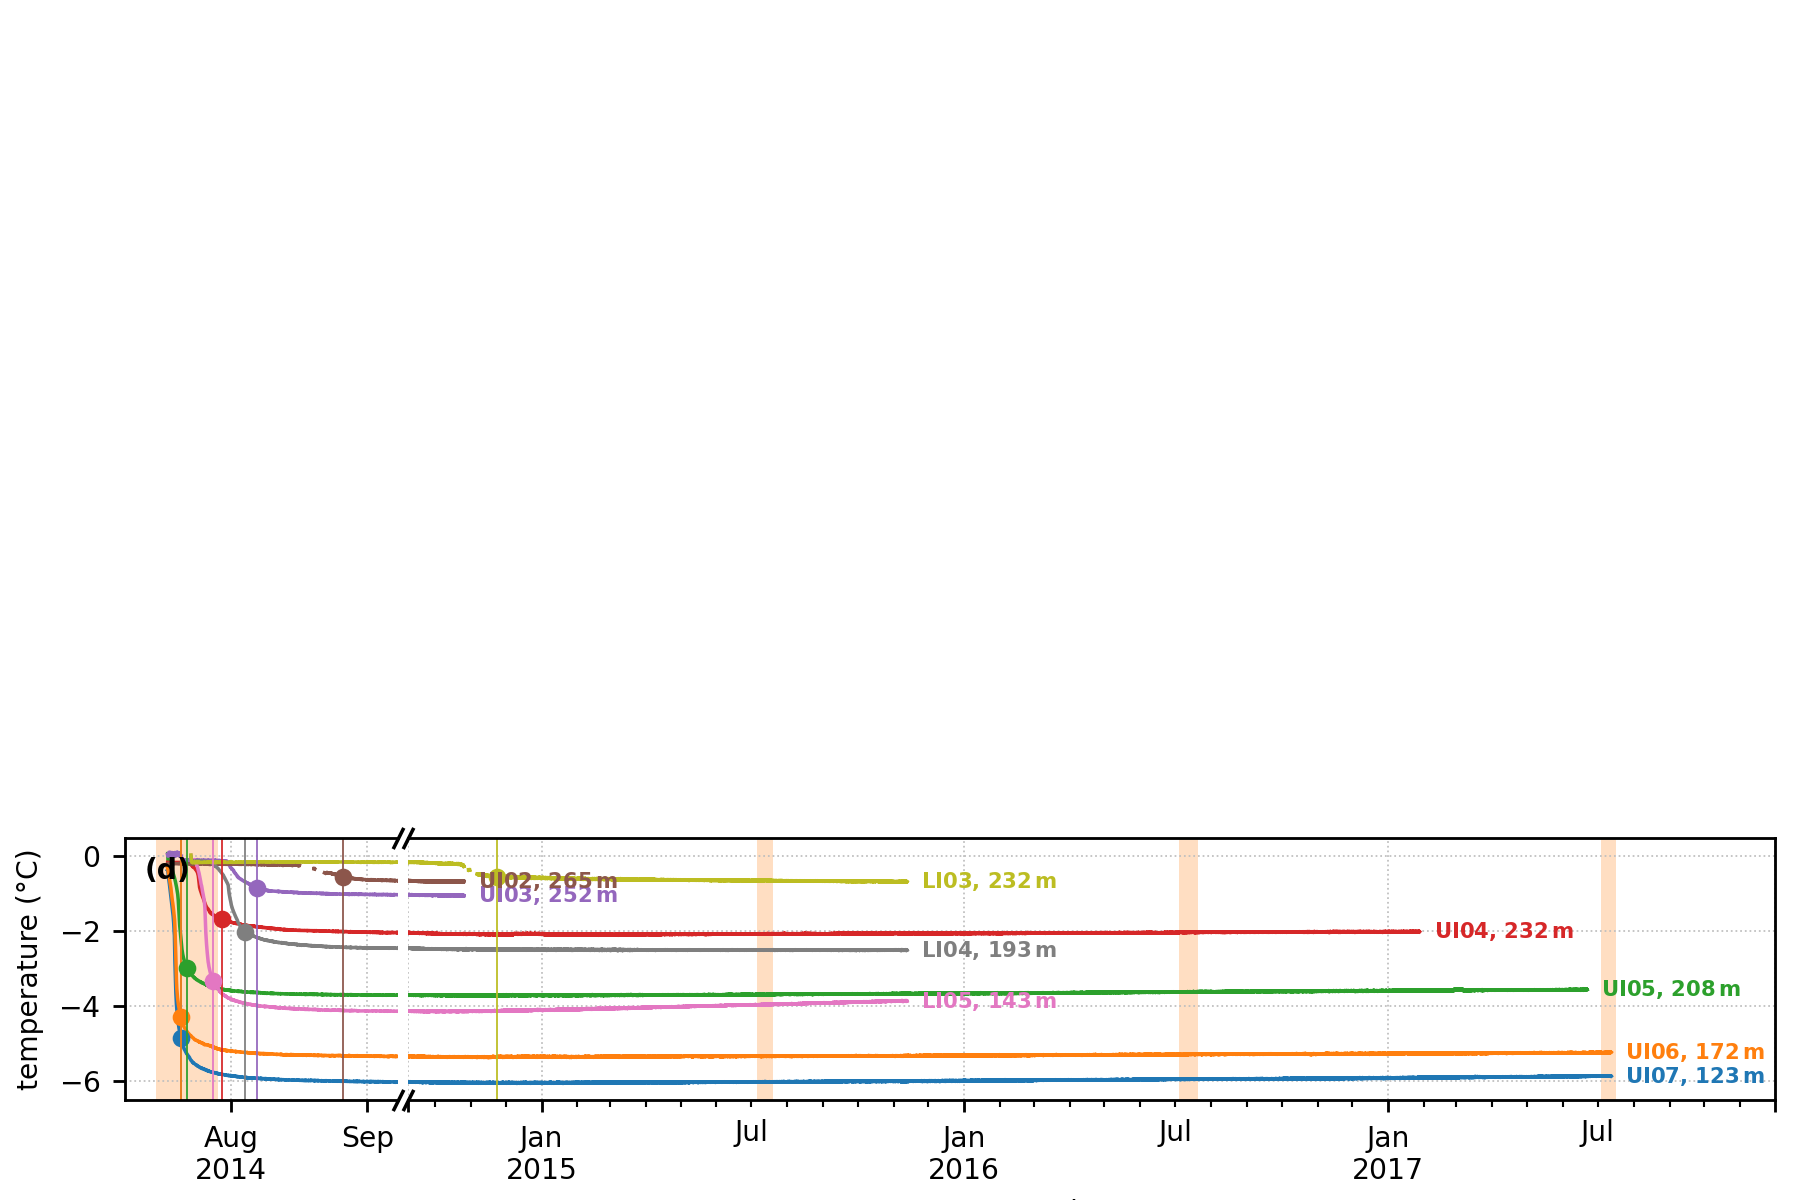 temperature (°C)
0
−2
−4
−6
(d)
UI02, 265 m
UI03, 252 m
LI03, 232 m
UI04, 232 m
LI04, 193 m
UI05, 208 m
LI05, 143 m
UI06, 172 m
UI07, 123 m
Aug Sep Jan Jul Jan Jul Jan Jul
2014 2015 2016 2017